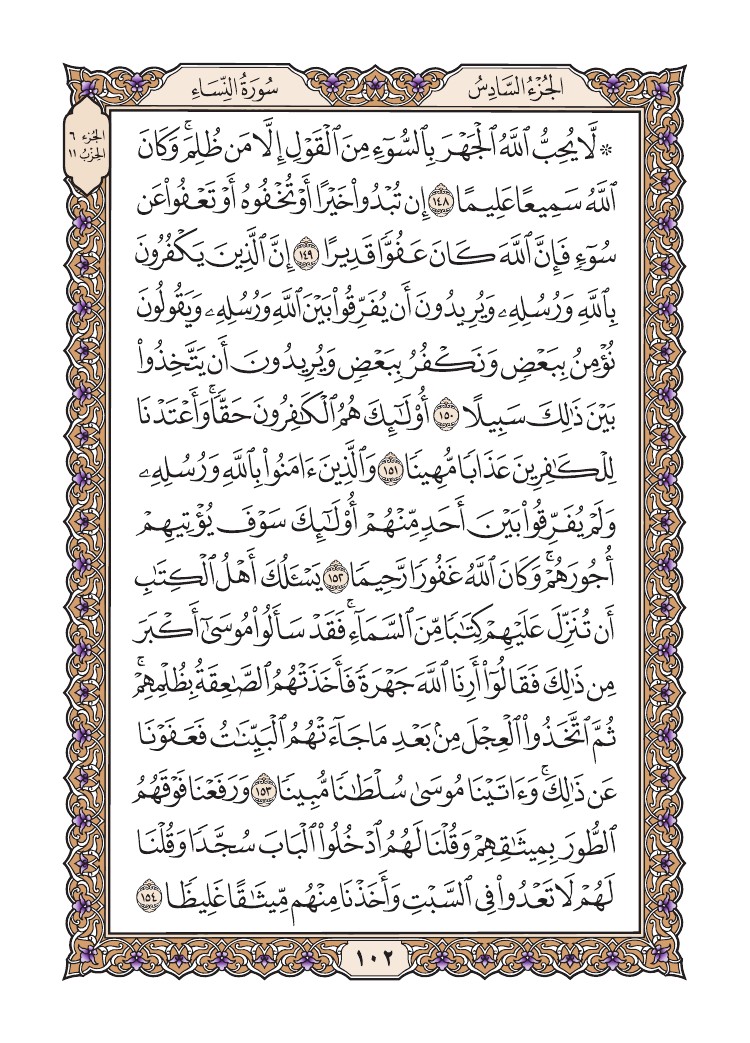 الجُزْءُ السَّادِسُ
سُورَةُ النِّسَاءِ
الجُزء ٦
الحِزْبُ ١١
۞ لَّا يُحِبُّ ٱللَّهُ ٱلْجَهْرَ بِٱلسُّوٓءِ مِنَ ٱلْقَوْلِ إِلَّا مَن ظُلِمَۚ وَكَانَ
ٱللَّهُ سَمِيعًا عَلِيمًا ١٤٨ إِن تُبْدُوا۟ خَيْرًا أَوْ تُخْفُوهُ أَوْ تَعْفُوا۟ عَن
سُوٓءٍ فَإِنَّ ٱللَّهَ كَانَ عَفُوًّا قَدِيرًا ١٤٩ إِنَّ ٱلَّذِينَ يَكْفُرُونَ
بِٱللَّهِ وَرُسُلِهِۦ وَيُرِيدُونَ أَن يُفَرِّقُوا۟ بَيْنَ ٱللَّهِ وَرُسُلِهِۦ وَيَقُولُونَ
نُؤْمِنُ بِبَعْضٍ وَنَكْفُرُ بِبَعْضٍ وَيُرِيدُونَ أَن يَتَّخِذُوا۟
بَيْنَ ذَٰلِكَ سَبِيلًا ١٥٠ أُو۟لَٰٓئِكَ هُمُ ٱلْكَٰفِرُونَ حَقًّاۚ وَأَعْتَدْنَا
لِلْكَٰفِرِينَ عَذَابًا مُّهِينًا ١٥١ وَٱلَّذِينَ ءَامَنُوا۟ بِٱللَّهِ وَرُسُلِهِۦ
وَلَمْ يُفَرِّقُوا۟ بَيْنَ أَحَدٍ مِّنْهُمْ أُو۟لَٰٓئِكَ سَوْفَ يُؤْتِيهِمْ
أُجُورَهُمْۚ وَكَانَ ٱللَّهُ غَفُورًا رَّحِيمًا ١٥٢ يَسْـَٔلُكَ أَهْلُ ٱلْكِتَٰبِ
أَن تُنَزِّلَ عَلَيْهِمْ كِتَٰبًا مِّنَ ٱلسَّمَآءِۚ فَقَدْ سَأَلُوا۟ مُوسَىٰٓ أَكْبَرَ
مِن ذَٰلِكَ فَقَالُوٓا۟ أَرِنَا ٱللَّهَ جَهْرَةً فَأَخَذَتْهُمُ ٱلصَّٰعِقَةُ بِظُلْمِهِمْۚ
ثُمَّ ٱتَّخَذُوا۟ ٱلْعِجْلَ مِنۢ بَعْدِ مَا جَآءَتْهُمُ ٱلْبَيِّنَٰتُ فَعَفَوْنَا
عَن ذَٰلِكَۚ وَءَاتَيْنَا مُوسَىٰ سُلْطَٰنًا مُّبِينًا ١٥٣ وَرَفَعْنَا فَوْقَهُمُ
ٱلطُّورَ بِمِيثَٰقِهِمْ وَقُلْنَا لَهُمُ ٱدْخُلُوا۟ ٱلْبَابَ سُجَّدًا وَقُلْنَا
لَهُمْ لَا تَعْدُوا۟ فِى ٱلسَّبْتِ وَأَخَذْنَا مِنْهُم مِّيثَٰقًا غَلِيظًا ١٥٤
١٠٢